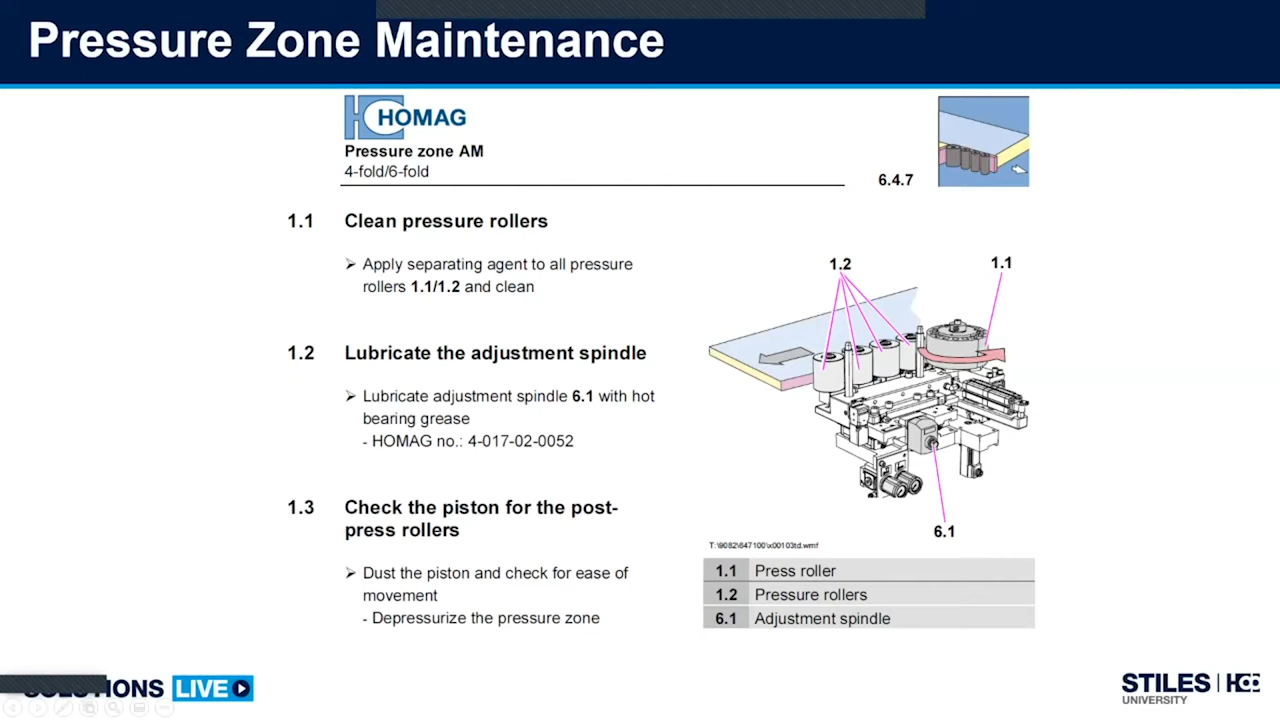 Pressure Zone Maintenance
HOMAG
Pressure zone AM
4-fold/6-fold
6.4.7
1.1 Clean pressure rollers
➢ Apply separating agent to all pressure
rollers 1.1/1.2 and clean
1.2 Lubricate the adjustment spindle
➢ Lubricate adjustment spindle 6.1 with hot
bearing grease
- HOMAG no.: 4-017-02-0052
1.3 Check the piston for the post-
press rollers
➢ Dust the piston and check for ease of
movement
- Depressurize the pressure zone
1.2
1.1
6.1
T:\9082\647100\x00103td.wmf
1.1 Press roller
1.2 Pressure rollers
6.1 Adjustment spindle
SOLUTIONS LIVE
STILES
UNIVERSITY